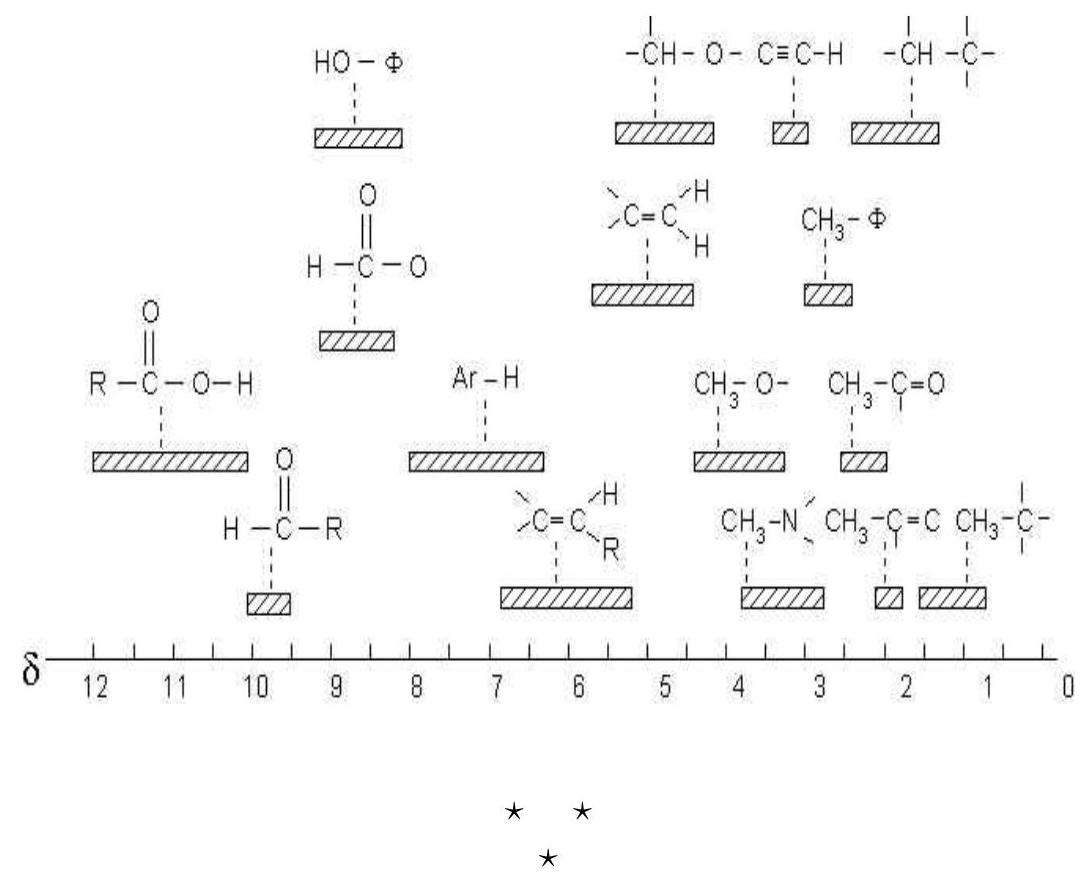 HO – Φ
–CH– O – C≡C–H –CH –C–
O
H –C – O
C=C H H
CH₃– Φ
O
R –C – O–H
Ar – H
CH₃– O– CH₃ –C=O
O
H –C –R
C=C H R
CH₃–N CH₃ –C=C CH₃–C–
δ 12 11 10 9 8 7 6 5 4 3 2 1 0
★ ★
★